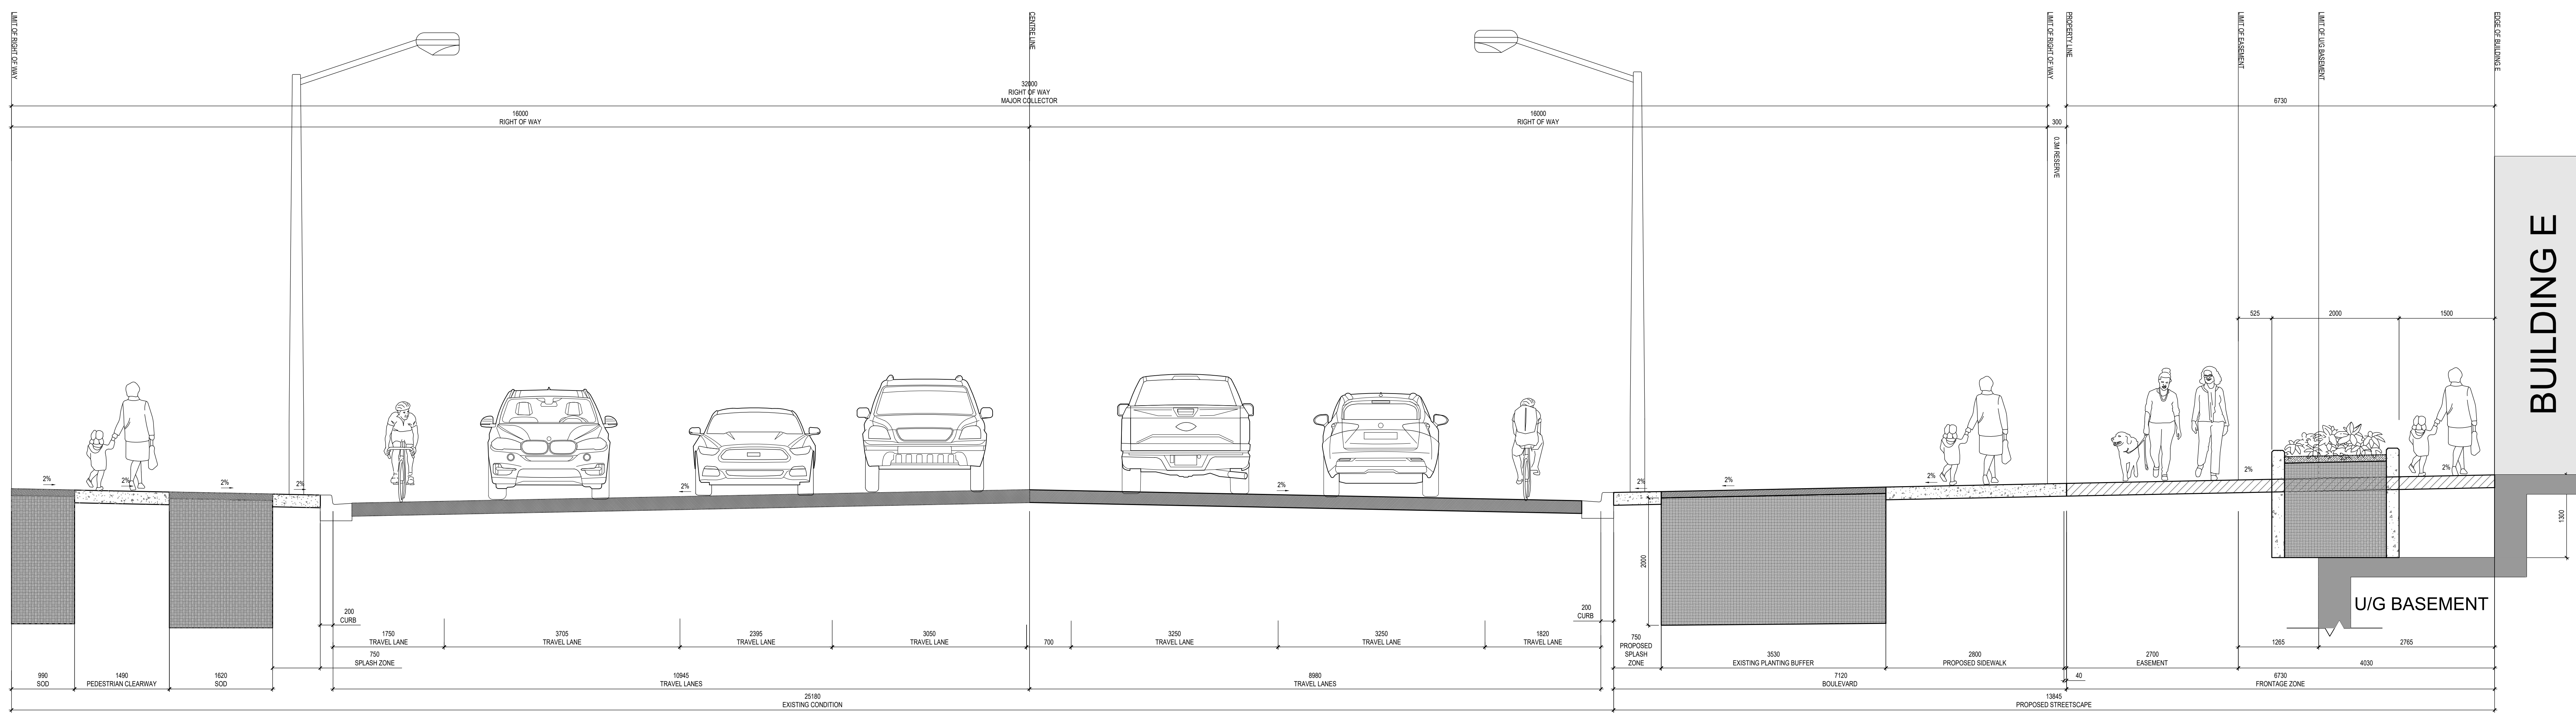 LIMIT OF RIGHT OF WAY
CENTRE LINE
LIMIT OF RIGHT OF WAY
PROPERTY LINE
LIMIT OF EASEMENT
LIMIT OF U/G BASEMENT
EDGE OF BUILDING E
32000
RIGHT OF WAY
MAJOR COLLECTOR
6730
16000
RIGHT OF WAY
16000
RIGHT OF WAY
300
0.3M RESERVE
BUILDING E
525
2000
1500
2%
2%
2%
2%
2%
2%
2%
2%
2%
2%
2%
1300
2000
U/G BASEMENT
200
CURB
200
CURB
1750
TRAVEL LANE
3705
TRAVEL LANE
2395
TRAVEL LANE
3050
TRAVEL LANE
700
3250
TRAVEL LANE
3250
TRAVEL LANE
1820
TRAVEL LANE
750
PROPOSED
SPLASH
ZONE
1265
2765
750
SPLASH ZONE
3530
EXISTING PLANTING BUFFER
2800
PROPOSED SIDEWALK
2700
EASEMENT
4030
990
SOD
1490
PEDESTRIAN CLEARWAY
1620
SOD
10945
TRAVEL LANES
8980
TRAVEL LANES
7120
BOULEVARD
40
6730
FRONTAGE ZONE
25180
EXISTING CONDITION
13845
PROPOSED STREETSCAPE